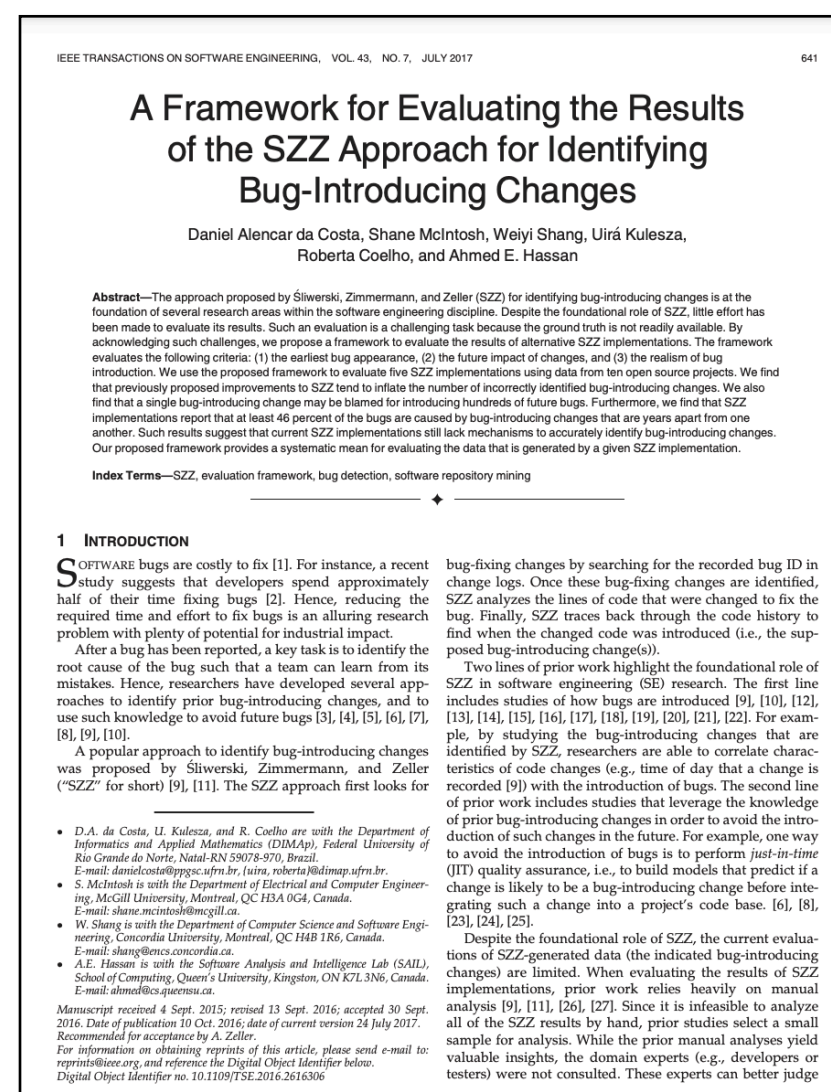 IEEE TRANSACTIONS ON SOFTWARE ENGINEERING, VOL. 43, NO. 7, JULY 2017 641
A Framework for Evaluating the Results
of the SZZ Approach for Identifying
Bug-Introducing Changes
Daniel Alencar da Costa, Shane McIntosh, Weiyi Shang, Uirá Kulesza,
Roberta Coelho, and Ahmed E. Hassan
Abstract—The approach proposed by Śliwerski, Zimmermann, and Zeller (SZZ) for identifying bug-introducing changes is at the
foundation of several research areas within the software engineering discipline. Despite the foundational role of SZZ, little effort has
been made to evaluate its results. Such an evaluation is a challenging task because the ground truth is not readily available. By
acknowledging such challenges, we propose a framework to evaluate the results of alternative SZZ implementations. The framework
evaluates the following criteria: (1) the earliest bug appearance, (2) the future impact of changes, and (3) the realism of bug
introduction. We use the proposed framework to evaluate five SZZ implementations using data from ten open source projects. We find
that previously proposed improvements to SZZ tend to inflate the number of incorrectly identified bug-introducing changes. We also
find that a single bug-introducing change may be blamed for introducing hundreds of future bugs. Furthermore, we find that SZZ
implementations report that at least 46 percent of the bugs are caused by bug-introducing changes that are years apart from one
another. Such results suggest that current SZZ implementations still lack mechanisms to accurately identify bug-introducing changes.
Our proposed framework provides a systematic mean for evaluating the data that is generated by a given SZZ implementation.
Index Terms—SZZ, evaluation framework, bug detection, software repository mining
1 INTRODUCTION
SOFTWARE bugs are costly to fix [1]. For instance, a recent
study suggests that developers spend approximately
half of their time fixing bugs [2]. Hence, reducing the
required time and effort to fix bugs is an alluring research
problem with plenty of potential for industrial impact.
After a bug has been reported, a key task is to identify the
root cause of the bug such that a team can learn from its
mistakes. Hence, researchers have developed several app-
roaches to identify prior bug-introducing changes, and to
use such knowledge to avoid future bugs [3], [4], [5], [6], [7],
[8], [9], [10].
A popular approach to identify bug-introducing changes
was proposed by Śliwerski, Zimmermann, and Zeller
("SZZ" for short) [9], [11]. The SZZ approach first looks for
• D.A. da Costa, U. Kulesza, and R. Coelho are with the Department of
Informatics and Applied Mathematics (DIMAp), Federal University of
Rio Grande do Norte, Natal-RN 59078-970, Brazil.
E-mail: danielcosta@ppgsc.ufrn.br, {uira, roberta}@dimap.ufrn.br.
• S. McIntosh is with the Department of Electrical and Computer Engineer-
ing, McGill University, Montreal, QC H3A 0G4, Canada.
E-mail: shane.mcintosh@mcgill.ca.
• W. Shang is with the Department of Computer Science and Software Engi-
neering, Concordia University, Montreal, QC H4B 1R6, Canada.
E-mail: shang@encs.concordia.ca.
• A.E. Hassan is with the Software Analysis and Intelligence Lab (SAIL),
School of Computing, Queen's University, Kingston, ON K7L 3N6, Canada.
E-mail: ahmed@cs.queensu.ca.
Manuscript received 4 Sept. 2015; revised 13 Sept. 2016; accepted 30 Sept.
2016. Date of publication 10 Oct. 2016; date of current version 24 July 2017.
Recommended for acceptance by A. Zeller.
For information on obtaining reprints of this article, please send e-mail to:
reprints@ieee.org, and reference the Digital Object Identifier below.
Digital Object Identifier no. 10.1109/TSE.2016.2616306
bug-fixing changes by searching for the recorded bug ID in
change logs. Once these bug-fixing changes are identified,
SZZ analyzes the lines of code that were changed to fix the
bug. Finally, SZZ traces back through the code history to
find when the changed code was introduced (i.e., the sup-
posed bug-introducing change(s)).
Two lines of prior work highlight the foundational role of
SZZ in software engineering (SE) research. The first line
includes studies of how bugs are introduced [9], [10], [12],
[13], [14], [15], [16], [17], [18], [19], [20], [21], [22]. For exam-
ple, by studying the bug-introducing changes that are
identified by SZZ, researchers are able to correlate charac-
teristics of code changes (e.g., time of day that a change is
recorded [9]) with the introduction of bugs. The second line
of prior work includes studies that leverage the knowledge
of prior bug-introducing changes in order to avoid the intro-
duction of such changes in the future. For example, one way
to avoid the introduction of bugs is to perform just-in-time
(JIT) quality assurance, i.e., to build models that predict if a
change is likely to be a bug-introducing change before inte-
grating such a change into a project's code base. [6], [8],
[23], [24], [25].
Despite the foundational role of SZZ, the current evalua-
tions of SZZ-generated data (the indicated bug-introducing
changes) are limited. When evaluating the results of SZZ
implementations, prior work relies heavily on manual
analysis [9], [11], [26], [27]. Since it is infeasible to analyze
all of the SZZ results by hand, prior studies select a small
sample for analysis. While the prior manual analyses yield
valuable insights, the domain experts (e.g., developers or
testers) were not consulted. These experts can better judge